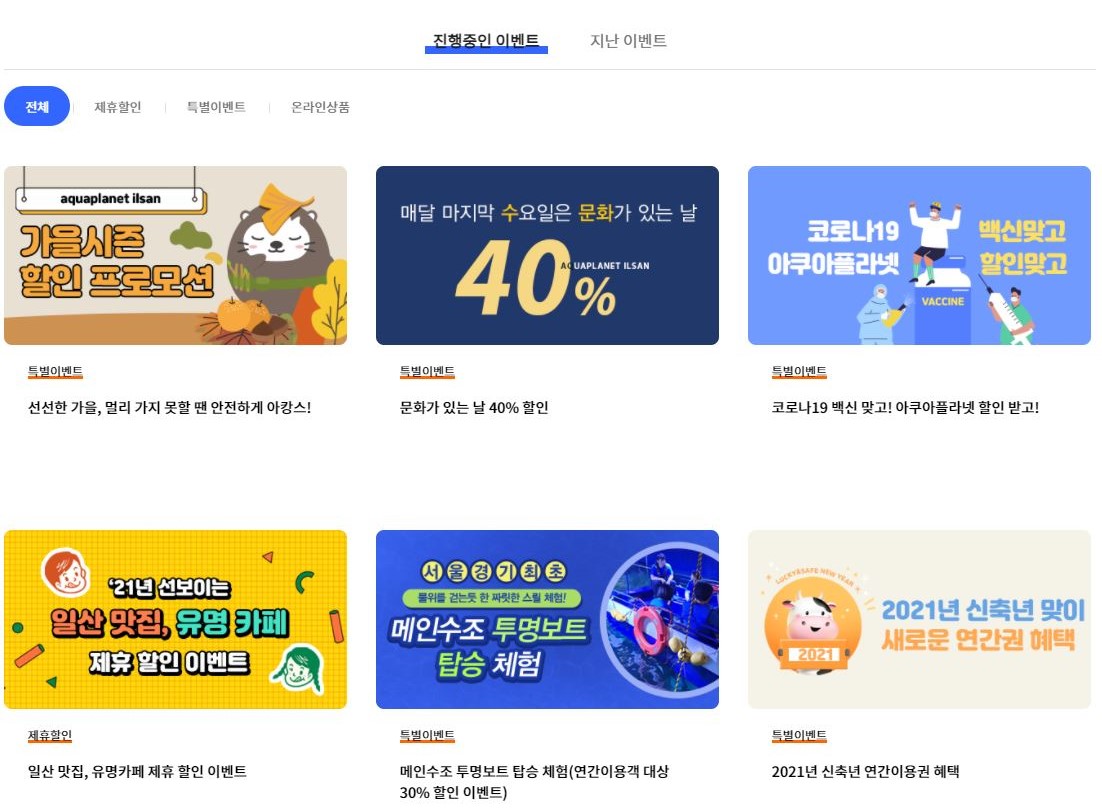 진행중인 이벤트 지난 이벤트
전체 제휴할인 특별이벤트 온라인상품
aquaplanet ilsan
가을시즌
할인 프로모션
특별이벤트
선선한 가을, 멀리 가지 못할 땐 안전하게 아캉스!
매달 마지막 수요일은 문화가 있는 날
40%
AQUAPLANET ILSAN
특별이벤트
문화가 있는 날 40% 할인
코로나19 백신맞고
아쿠아플라넷 할인맞고
VACCINE
특별이벤트
코로나19 백신 맞고! 아쿠아플라넷 할인 받고!
'21년 선보이는
일산 맛집, 유명 카페
제휴 할인 이벤트
제휴할인
일산 맛집, 유명카페 제휴 할인 이벤트
서울경기최초
물위를 걷는듯 한 짜릿한 스릴 체험!
메인수조 투명보트
탑승 체험
특별이벤트
메인수조 투명보트 탑승 체험(연간이용객 대상
30% 할인 이벤트)
LUCKY&SAFE NEW YEAR
2021
2021년 신축년 맞이
새로운 연간권 혜택
특별이벤트
2021년 신축년 연간이용권 혜택